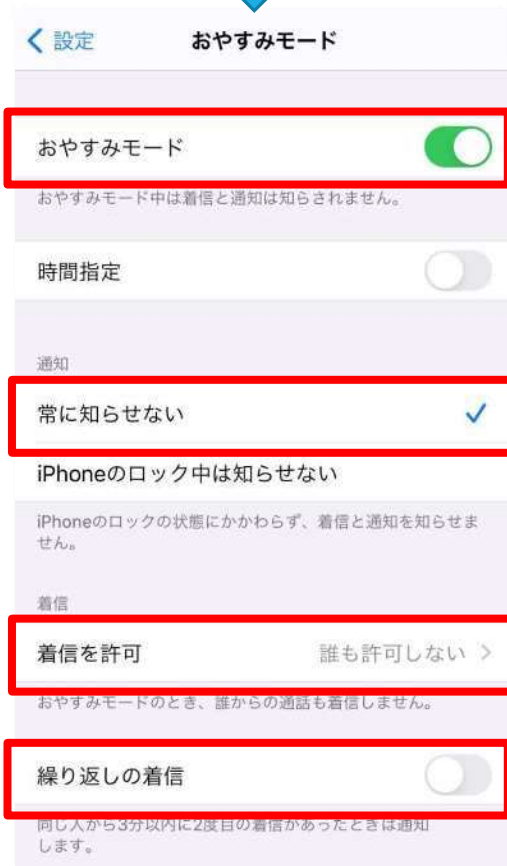 設定 おやすみモード
おやすみモード
おやすみモード中は着信と通知は知らされません。
時間指定
通知
常に知らせない
iPhoneのロック中は知らせない
iPhoneのロックの状態にかかわらず、着信と通知を知らせま
せん。
着信
着信を許可 誰も許可しない
おやすみモードのとき、誰からの通話も着信しません。
繰り返しの着信
同じ人から3分以内に2度目の着信があったときは通知
します。